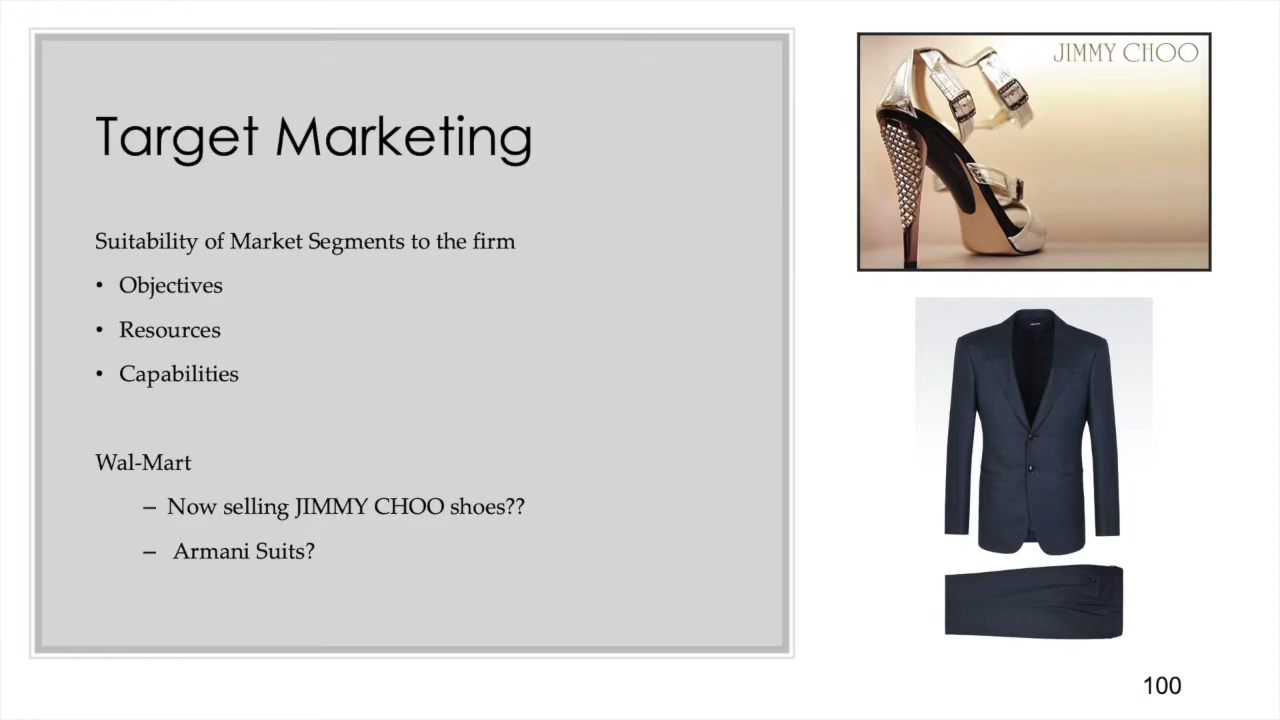 Target Marketing
Suitability of Market Segments to the firm
• Objectives
• Resources
• Capabilities
Wal-Mart
– Now selling JIMMY CHOO shoes??
– Armani Suits?
JIMMY CHOO
100